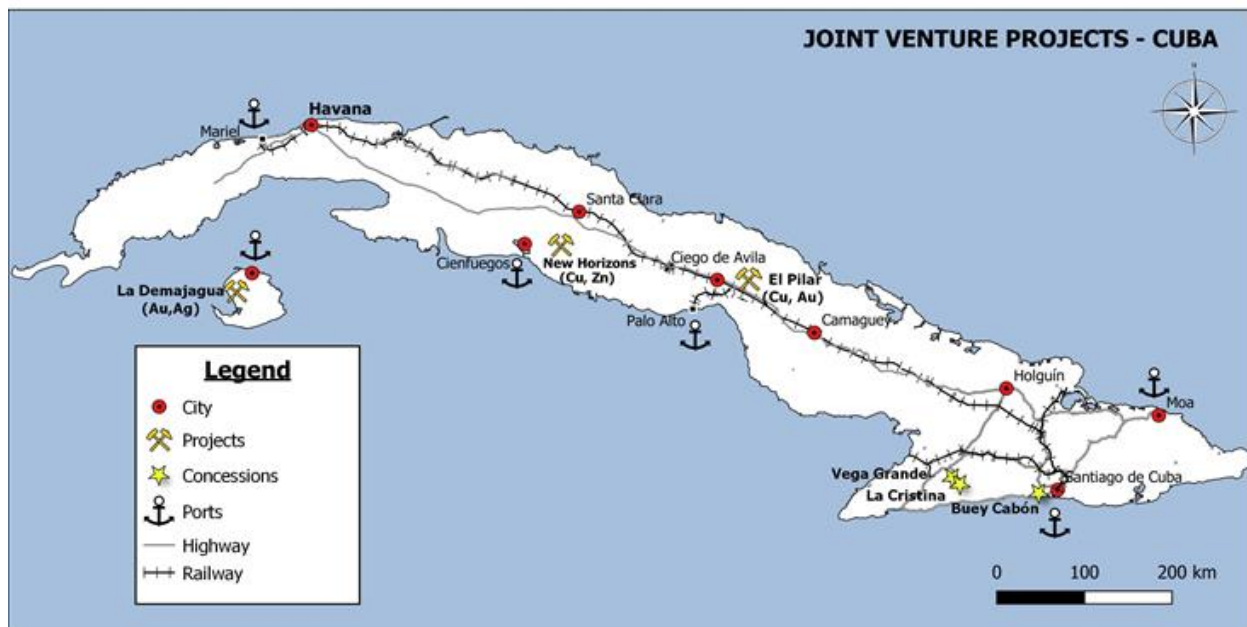 JOINT VENTURE PROJECTS - CUBA
N
Havana
Mariel
Santa Clara
Cienfuegos
New Horizons
(Cu, Zn)
Ciego de Avila
El Pilar
(Cu, Au)
La Demajagua
(Au,Ag)
Palo Alto
Camaguey
Holguín
Moa
Vega Grande
La Cristina
Santiago de Cuba
Buey Cabón
Legend
City
Projects
Concessions
Ports
Highway
Railway
0 100 200 km